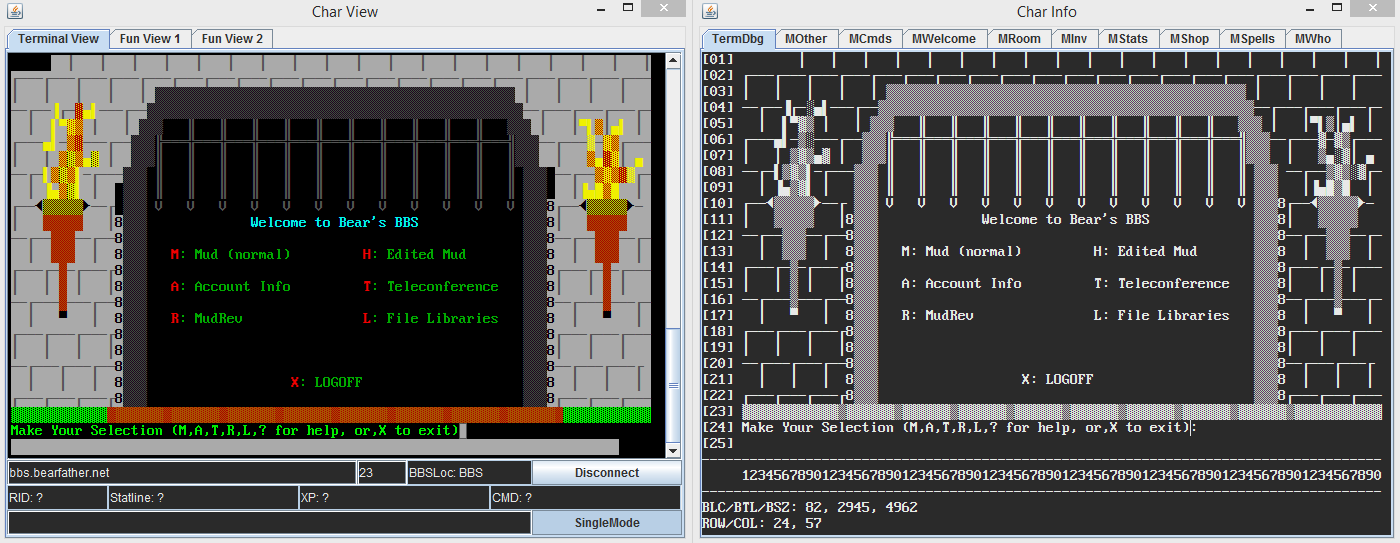 Char View
Terminal View Fun View 1 Fun View 2
Welcome to Bear's BBS
M: Mud (normal) H: Edited Mud
A: Account Info T: Teleconference
R: MudRev L: File Libraries
X: LOGOFF
Make Your Selection (M,A,T,R,L,? for help, or,X to exit)
bbs.bearfather.net 23 BBSLoc: BBS Disconnect
RID: ? Statline: ? XP: ? CMD: ?
SingleMode
Char Info
TermDbg MOther MCmds MWelcome MRoom MInv MStats MShop MSpells MWho
[01]
[02]
[03]
[04]
[05]
[06]
[07]
[08]
[09]
[10]
[11] Welcome to Bear's BBS
[12]
[13] M: Mud (normal) H: Edited Mud
[14]
[15] A: Account Info T: Teleconference
[16]
[17] R: MudRev L: File Libraries
[18]
[19]
[20]
[21] X: LOGOFF
[22]
[23]
[24] Make Your Selection (M,A,T,R,L,? for help, or,X to exit):
[25]
12345678901234567890123456789012345678901234567890123456789012345678901234567890
BLC/BTL/BSZ: 82, 2945, 4962
ROW/COL: 24, 57